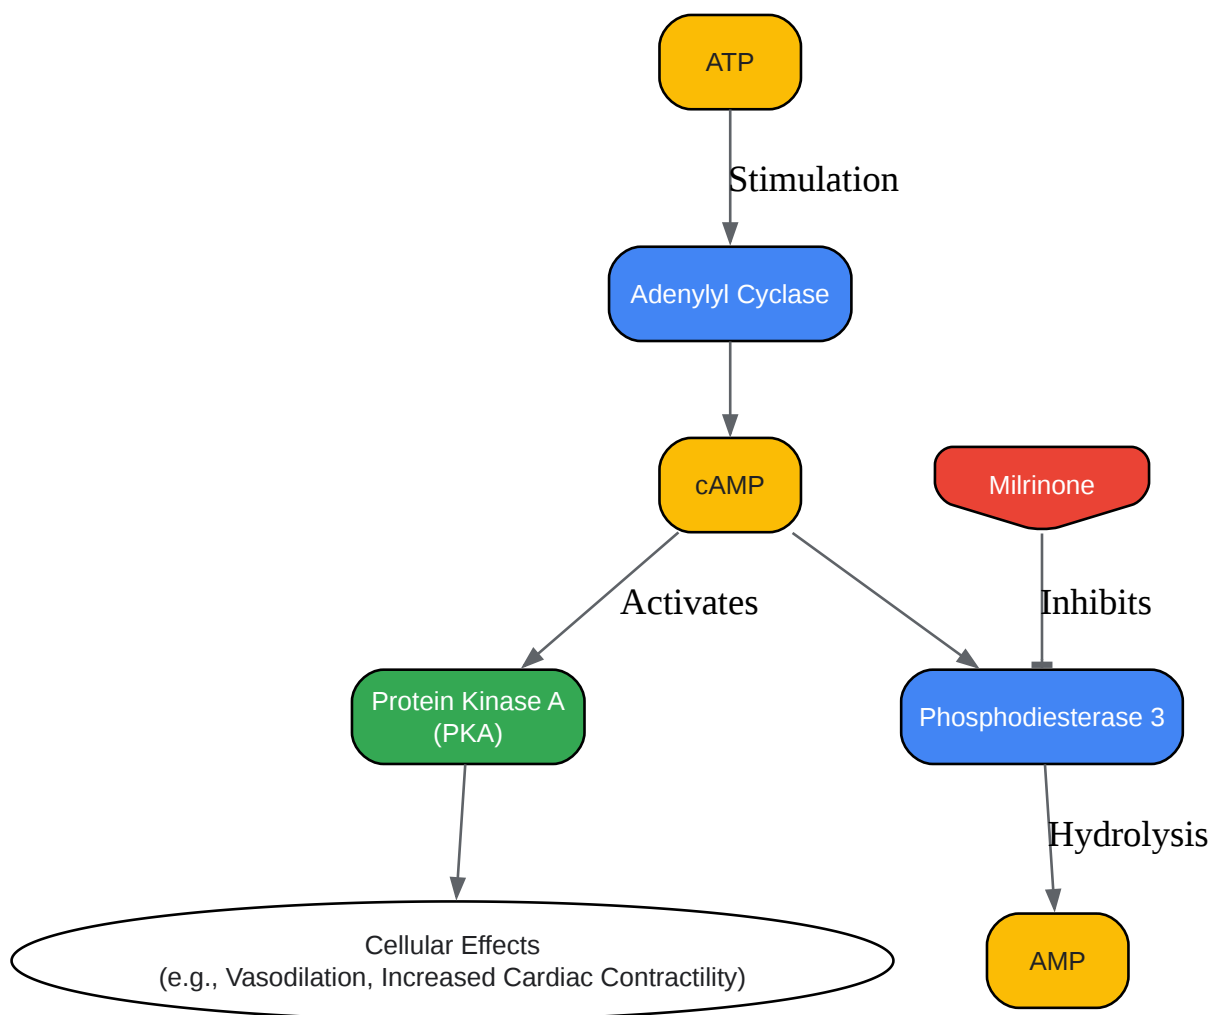 ATP
Stimulation
Adenylyl Cyclase
cAMP
Milrinone
Activates
Inhibits
Protein Kinase A
(PKA)
Phosphodiesterase 3
Hydrolysis
Cellular Effects
(e.g., Vasodilation, Increased Cardiac Contractility)
AMP